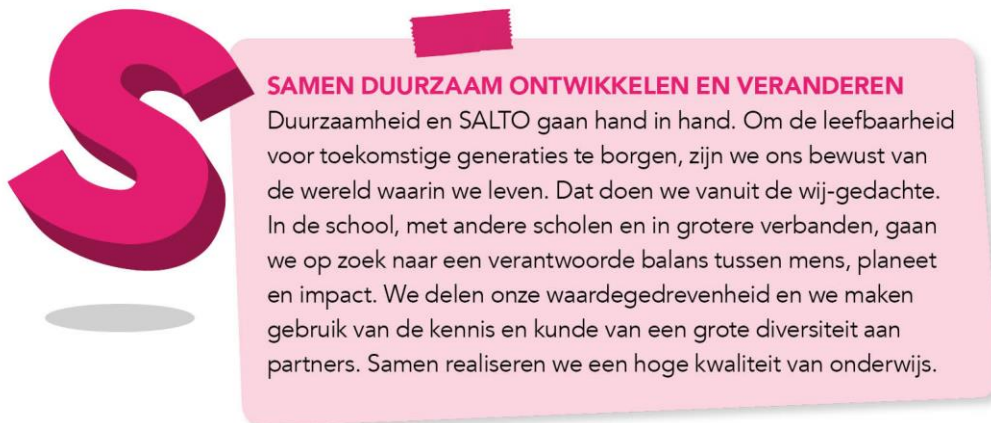 S
SAMEN DUURZAAM ONTWIKKELEN EN VERANDEREN
Duurzaamheid en SALTO gaan hand in hand. Om de leefbaarheid
voor toekomstige generaties te borgen, zijn we ons bewust van
de wereld waarin we leven. Dat doen we vanuit de wij-gedachte.
In de school, met andere scholen en in grotere verbanden, gaan
we op zoek naar een verantwoorde balans tussen mens, planeet
en impact. We delen onze waardegedrevenheid en we maken
gebruik van de kennis en kunde van een grote diversiteit aan
partners. Samen realiseren we een hoge kwaliteit van onderwijs.